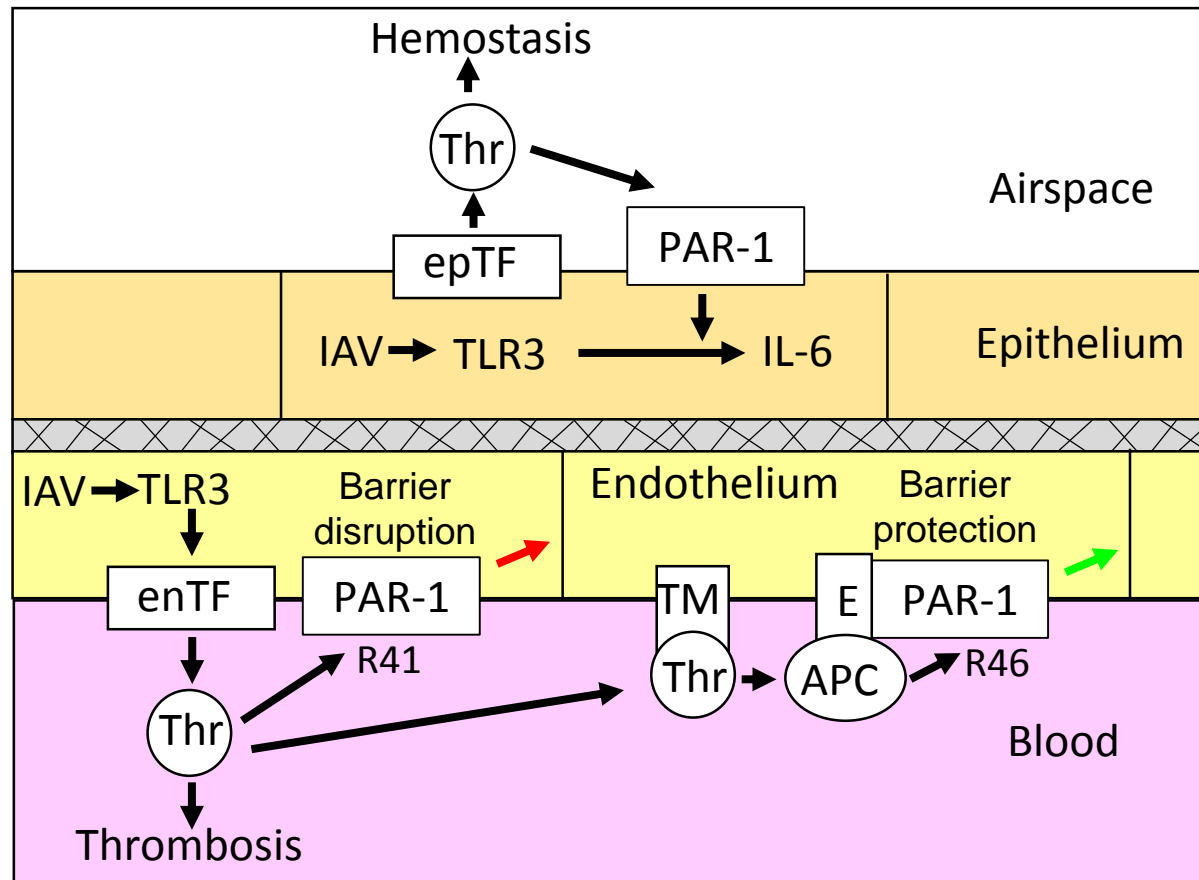 Hemostasis
Thr
Airspace
epTF
PAR-1
IAV
TLR3
IL-6
Epithelium
IAV
TLR3
Barrier
disruption
Endothelium
Barrier
protection
enTF
PAR-1
TM
E
PAR-1
R41
Thr
APC
R46
Thr
Blood
Thrombosis